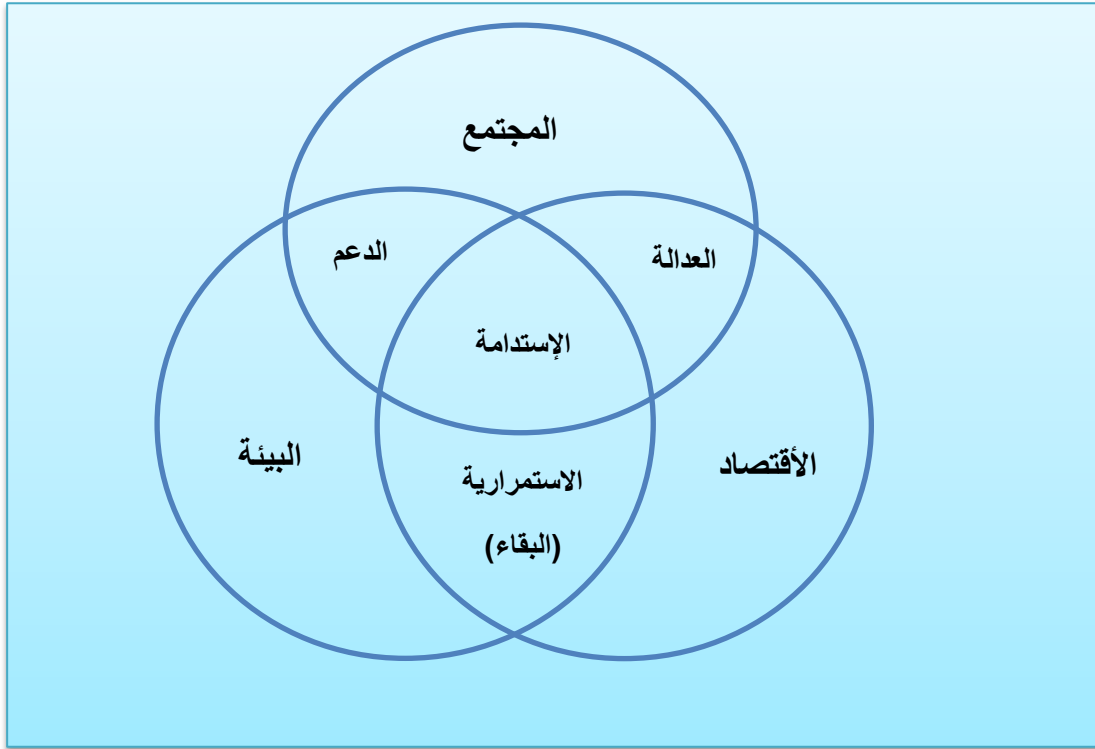 المجتمع
العدالة
الدعم
الإستدامة
الأقتصاد
البيئة
الاستمرارية
(البقاء)